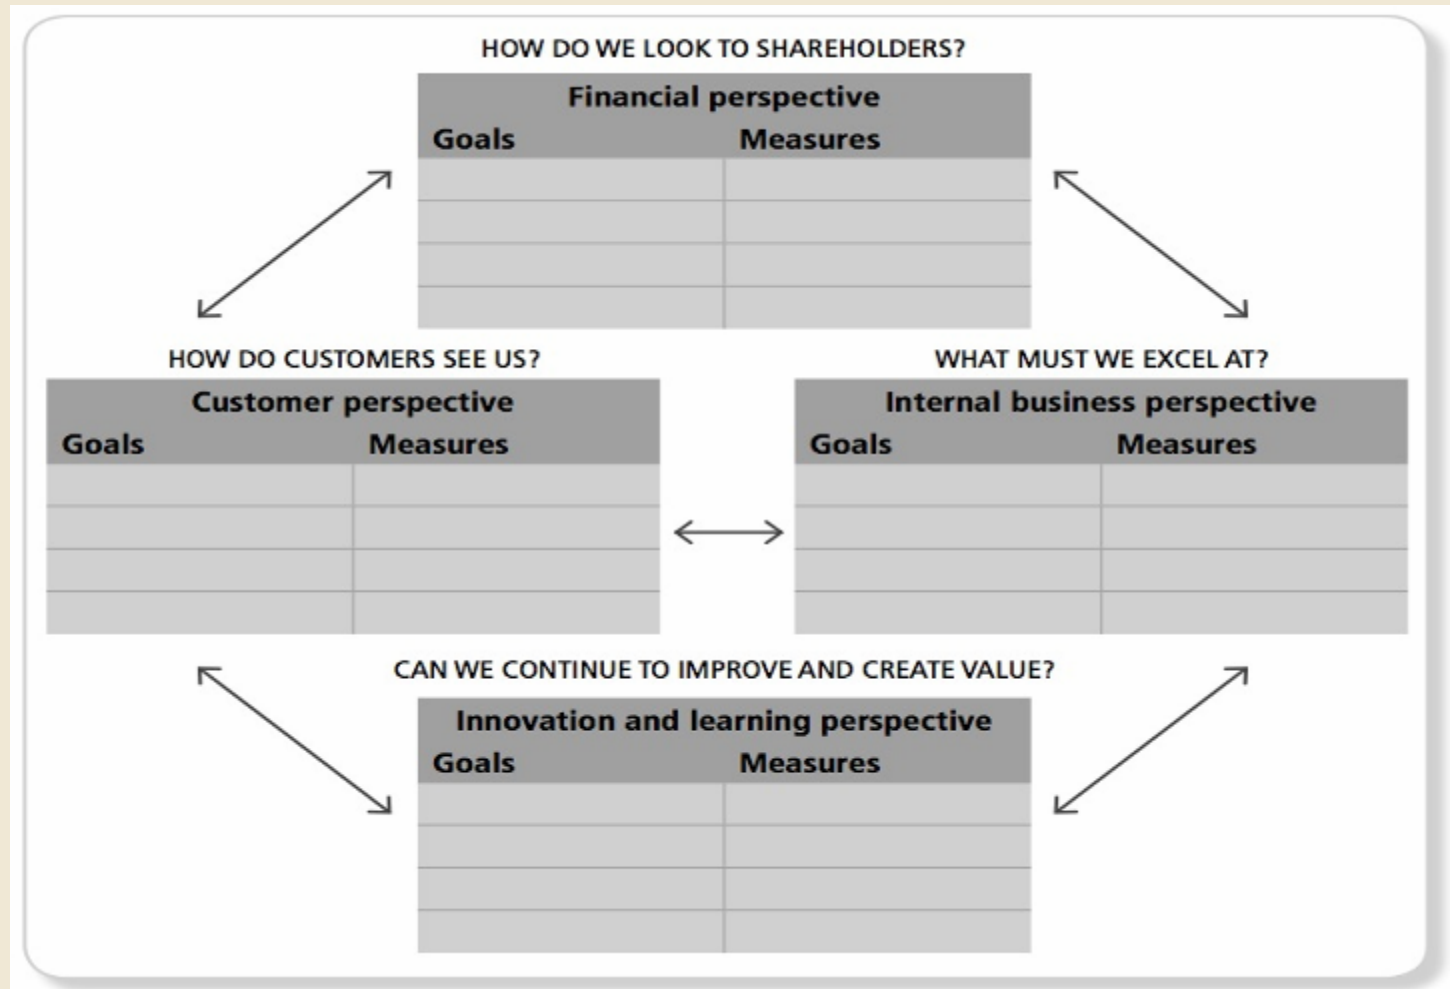 HOW DO WE LOOK TO SHAREHOLDERS?
Financial perspective
Goals Measures
HOW DO CUSTOMERS SEE US?
Customer perspective
Goals Measures
WHAT MUST WE EXCEL AT?
Internal business perspective
Goals Measures
CAN WE CONTINUE TO IMPROVE AND CREATE VALUE?
Innovation and learning perspective
Goals Measures